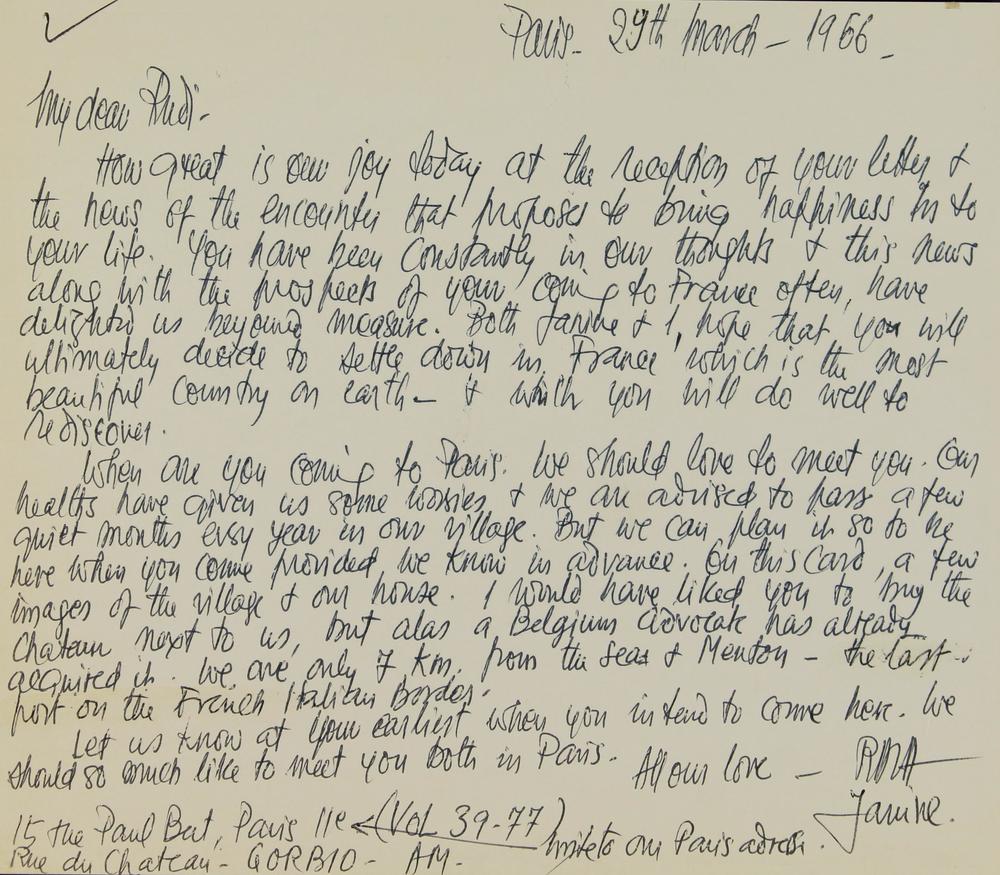 Paris - 29th March - 1966 -
My dear Rudi -
How great is our joy today at the reception of your letter &
the news of the encounter that proposes to bring happiness in to
your life. You have been constantly in our thoughts & this news
along with the prospects of your coming to France often, have
delighted us beyound measure. Both Janine & I, hope that you will
ultimately decide to settle down in France which is the most
beautiful country on earth - & which you will do well to
rediscover.
When are you coming to Paris. We should love to meet you. Our
healths have given us some worries & we are advised to pass a few
quiet months evry year in our village. But we can plan it so to be
here when you come provided we know in advance. On this Card, a few
images of the village & our house. I would have liked you to buy the
Chateau next to us, but alas a Belgium advocate has already
acquired it. We are only 7 km. from the seas & Menton - the last
post on the French Italian Border.
Let us know at your earliest when you intend to come here. We
should so much like to meet you both in Paris.
All our love - RAZA
Janine.
15 rue Paul Bert, Paris 11e < (VOL 39-77)
Rue du Chateau - GORBIO - AM. write to our Paris adress.